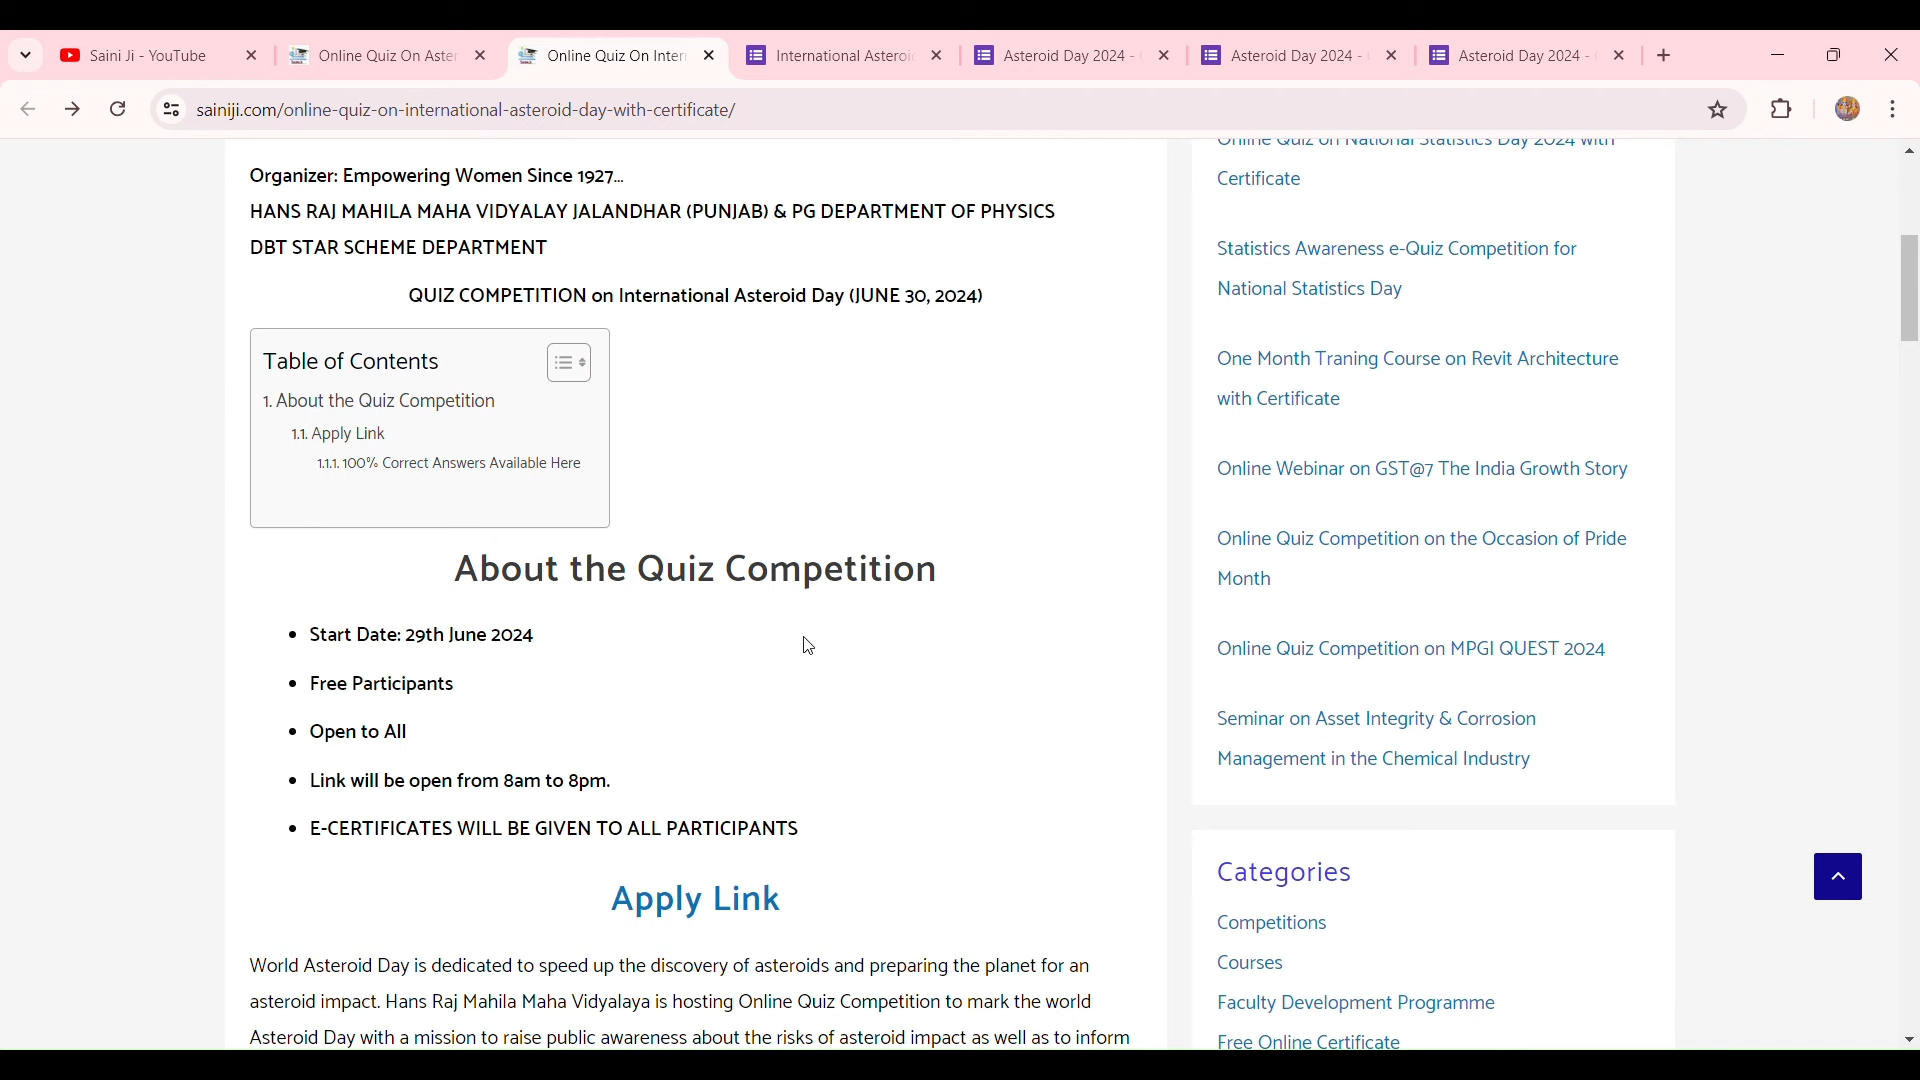 Saini Ji - YouTube
Online Quiz On Aster
Online Quiz On Inter
International Asteroi
Asteroid Day 2024 -
Asteroid Day 2024 -
Asteroid Day 2024 -
sainiji.com/online-quiz-on-international-asteroid-day-with-certificate/
Organizer: Empowering Women Since 1927...
HANS RAJ MAHILA MAHA VIDYALAY JALANDHAR (PUNJAB) & PG DEPARTMENT OF PHYSICS
DBT STAR SCHEME DEPARTMENT
QUIZ COMPETITION on International Asteroid Day (JUNE 30, 2024)
Table of Contents
1. About the Quiz Competition
1.1. Apply Link
1.1.1. 100% Correct Answers Available Here
About the Quiz Competition
• Start Date: 29th June 2024
• Free Participants
• Open to All
• Link will be open from 8am to 8pm.
• E-CERTIFICATES WILL BE GIVEN TO ALL PARTICIPANTS
Apply Link
World Asteroid Day is dedicated to speed up the discovery of asteroids and preparing the planet for an
asteroid impact. Hans Raj Mahila Maha Vidyalaya is hosting Online Quiz Competition to mark the world
Asteroid Day with a mission to raise public awareness about the risks of asteroid impact as well as to inform
Online Quiz on National Statistics Day 2024 with
Certificate
Statistics Awareness e-Quiz Competition for
National Statistics Day
One Month Traning Course on Revit Architecture
with Certificate
Online Webinar on GST@7 The India Growth Story
Online Quiz Competition on the Occasion of Pride
Month
Online Quiz Competition on MPGI QUEST 2024
Seminar on Asset Integrity & Corrosion
Management in the Chemical Industry
Categories
Competitions
Courses
Faculty Development Programme
Free Online Certificate